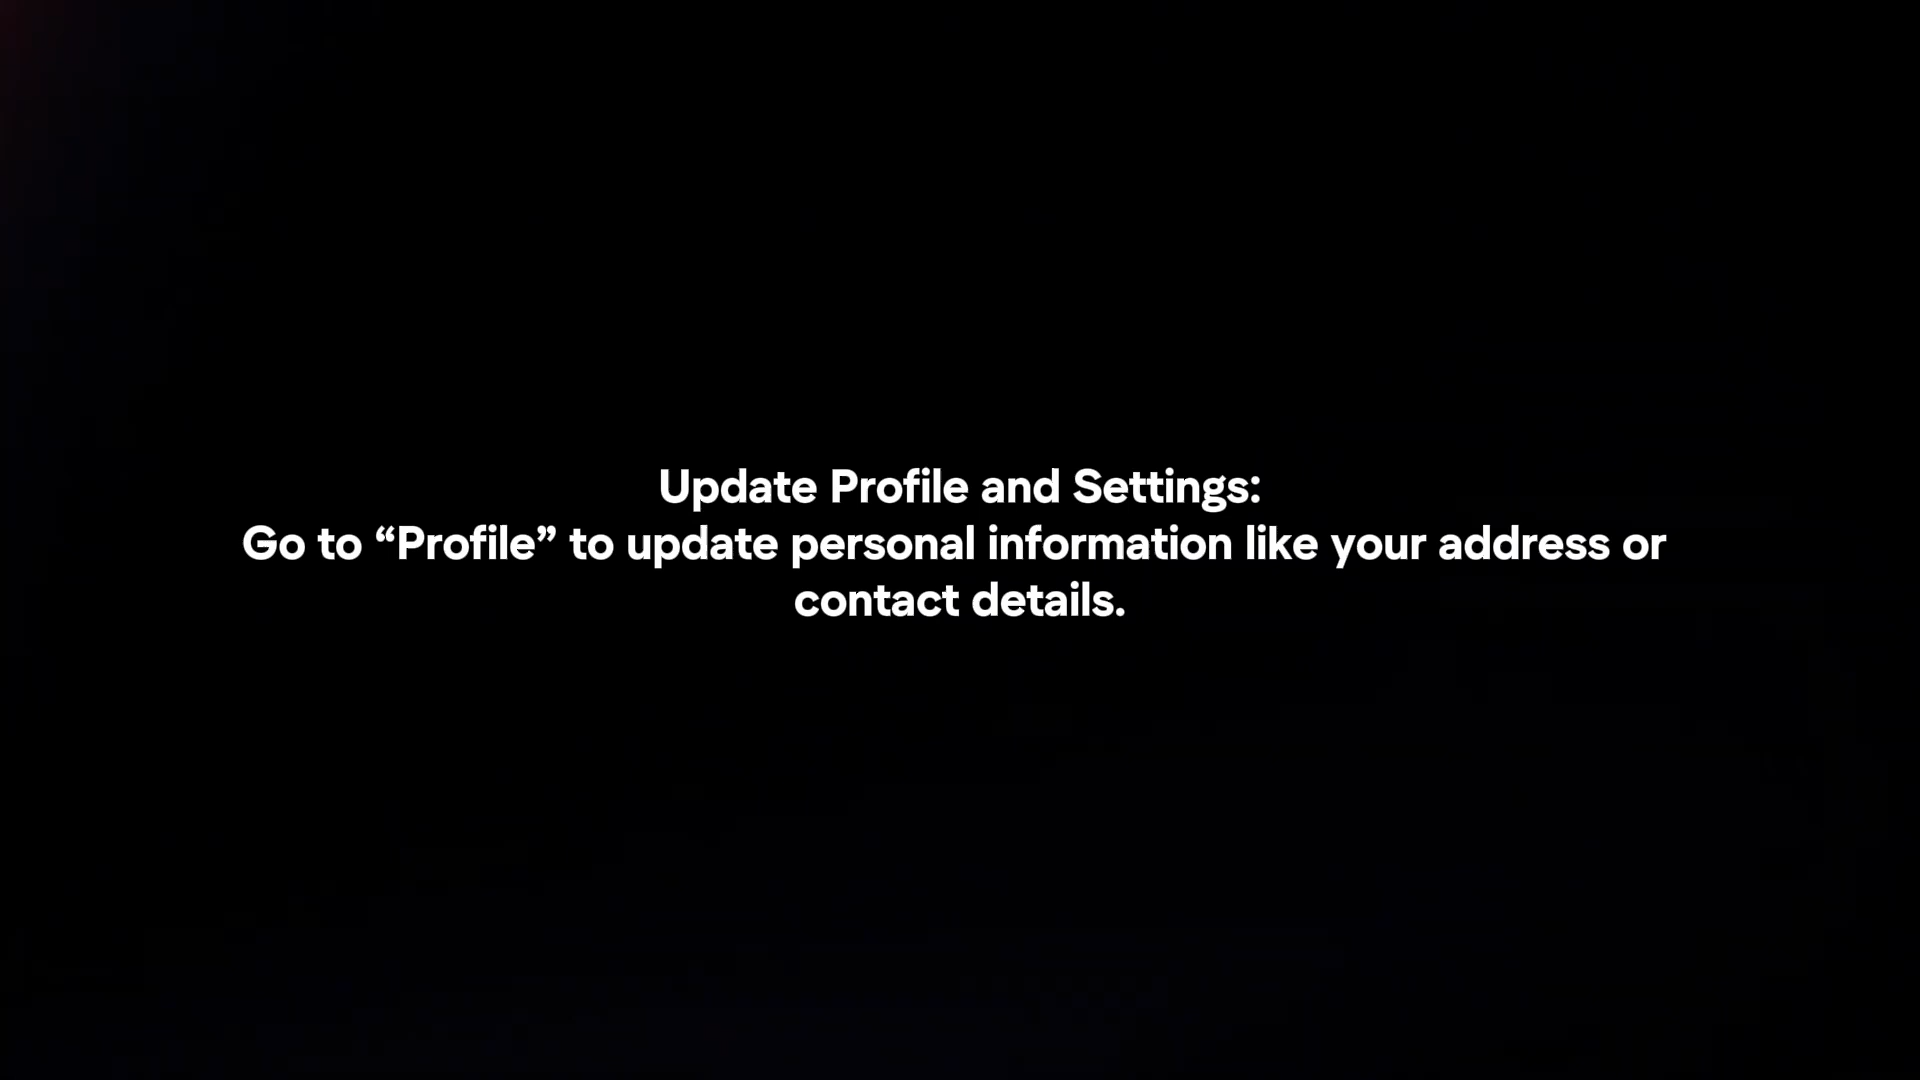 Update Profile and Settings:
Go to “Profile” to update personal information like your address or
contact details.